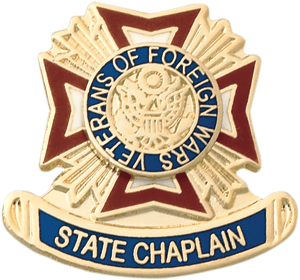 VETERANS OF FOREIGN WARS
STATE CHAPLAIN